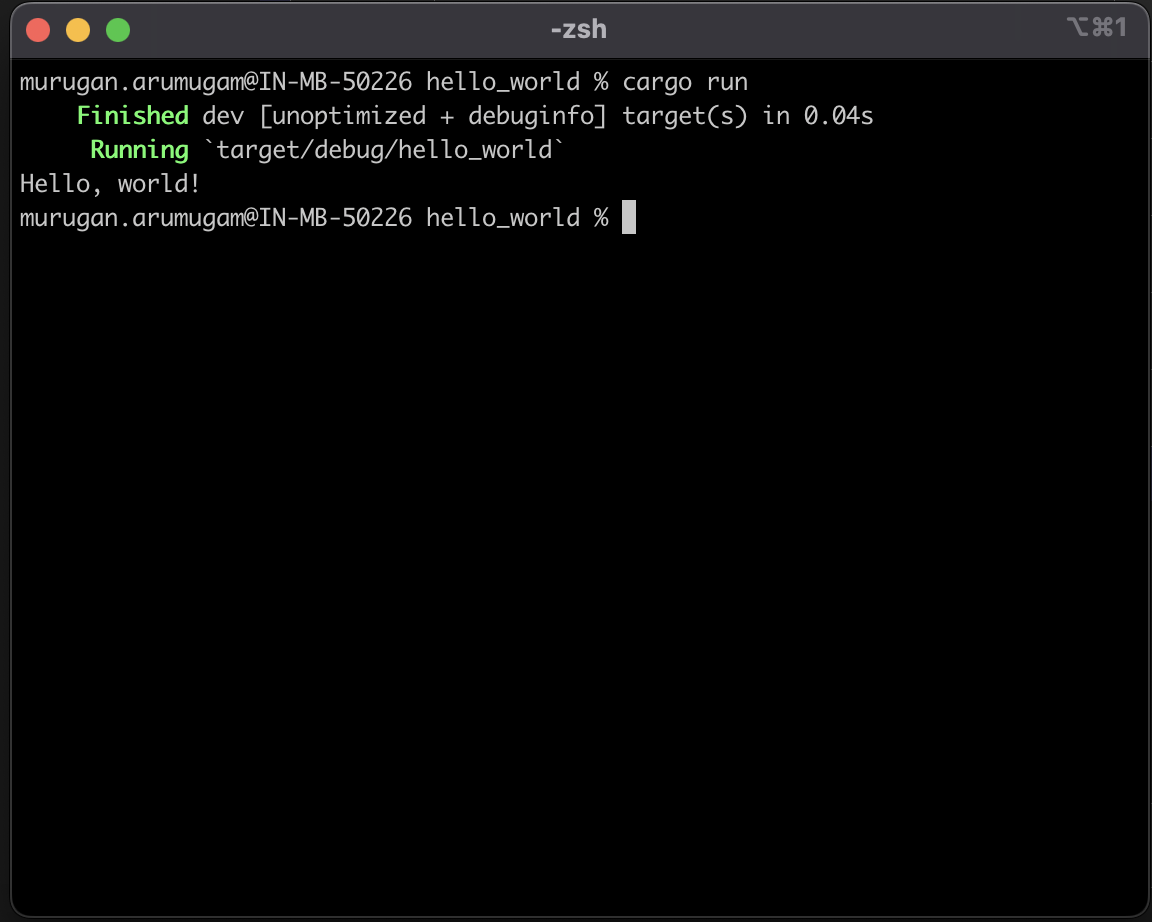 -zsh
⌥⌘1
murugan.arumugam@IN-MB-50226 hello_world % cargo run
    Finished dev [unoptimized + debuginfo] target(s) in 0.04s
     Running `target/debug/hello_world`
Hello, world!
murugan.arumugam@IN-MB-50226 hello_world %